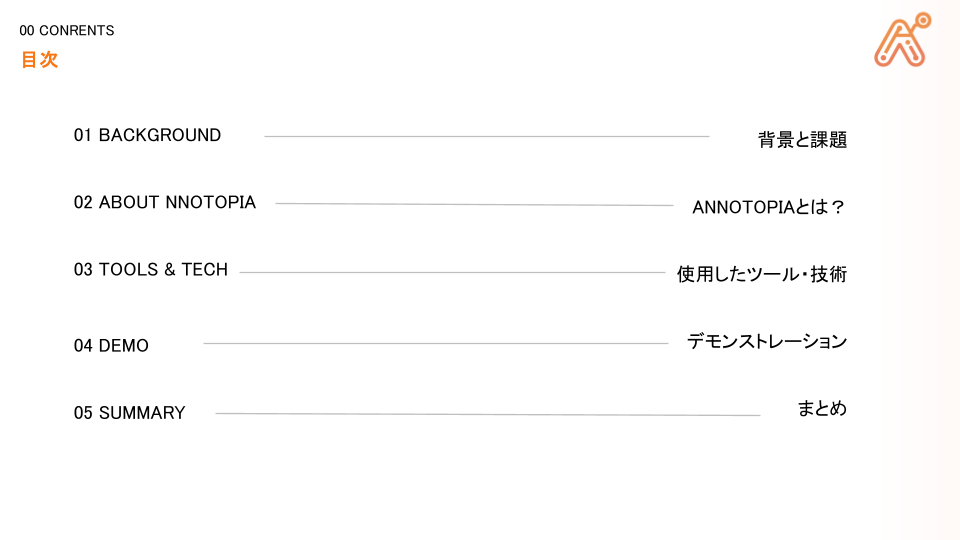 00 CONRENTS
目次
01 BACKGROUND 背景と課題
02 ABOUT NNOTOPIA ANNOTOPIAとは？
03 TOOLS & TECH 使用したツール・技術
04 DEMO デモンストレーション
05 SUMMARY まとめ